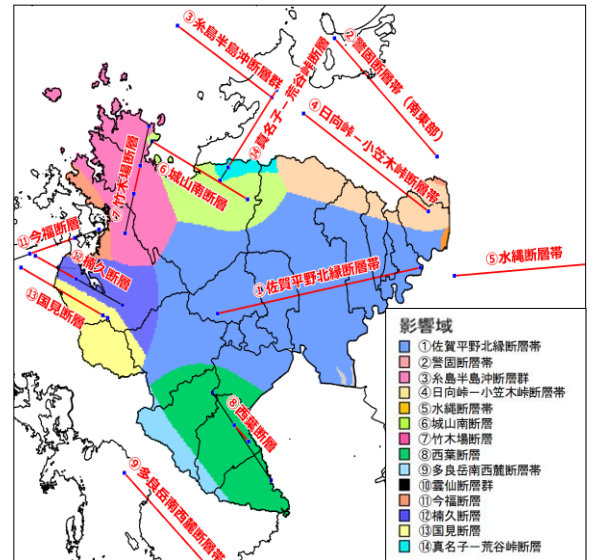 ③糸島半島沖断層群
②警固断層帯（南東部）
⑭真名子ー荒谷峠断層
④日向峠ー小笠木峠断層帯
⑦竹木場断層
⑥城山南断層
⑪今福断層
⑫楠久断層
⑬国見断層
①佐賀平野北縁断層帯
⑤水縄断層帯
⑧西葉断層
⑨多良岳南西麓断層帯
影響域
①佐賀平野北縁断層帯
②警固断層帯
③糸島半島沖断層群
④日向峠ー小笠木峠断層帯
⑤水縄断層帯
⑥城山南断層
⑦竹木場断層
⑧西葉断層
⑨多良岳南西麓断層帯
⑩雲仙断層群
⑪今福断層
⑫楠久断層
⑬国見断層
⑭真名子ー荒谷峠断層